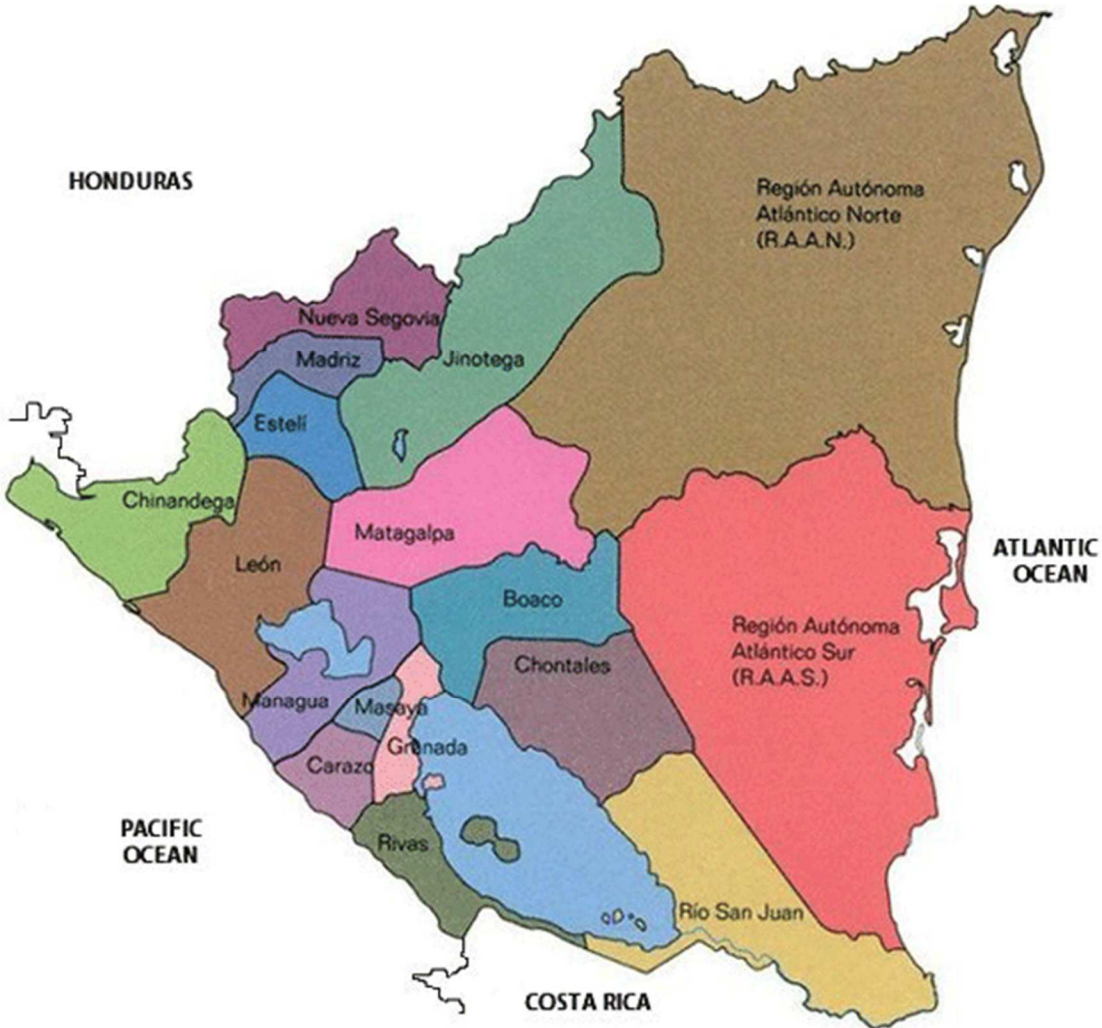 HONDURAS
Región Autónoma
Atlántico Norte
(R.A.A.N.)
Nueva Segovia
Madriz
Jinotega
Estelí
Chinandega
Matagalpa
León
ATLANTIC
OCEAN
Boaco
Región Autónoma
Atlántico Sur
(R.A.A.S.)
Chontales
Managua
Masaya
Granada
Carazo
PACIFIC
OCEAN
Rivas
Río San Juan
COSTA RICA